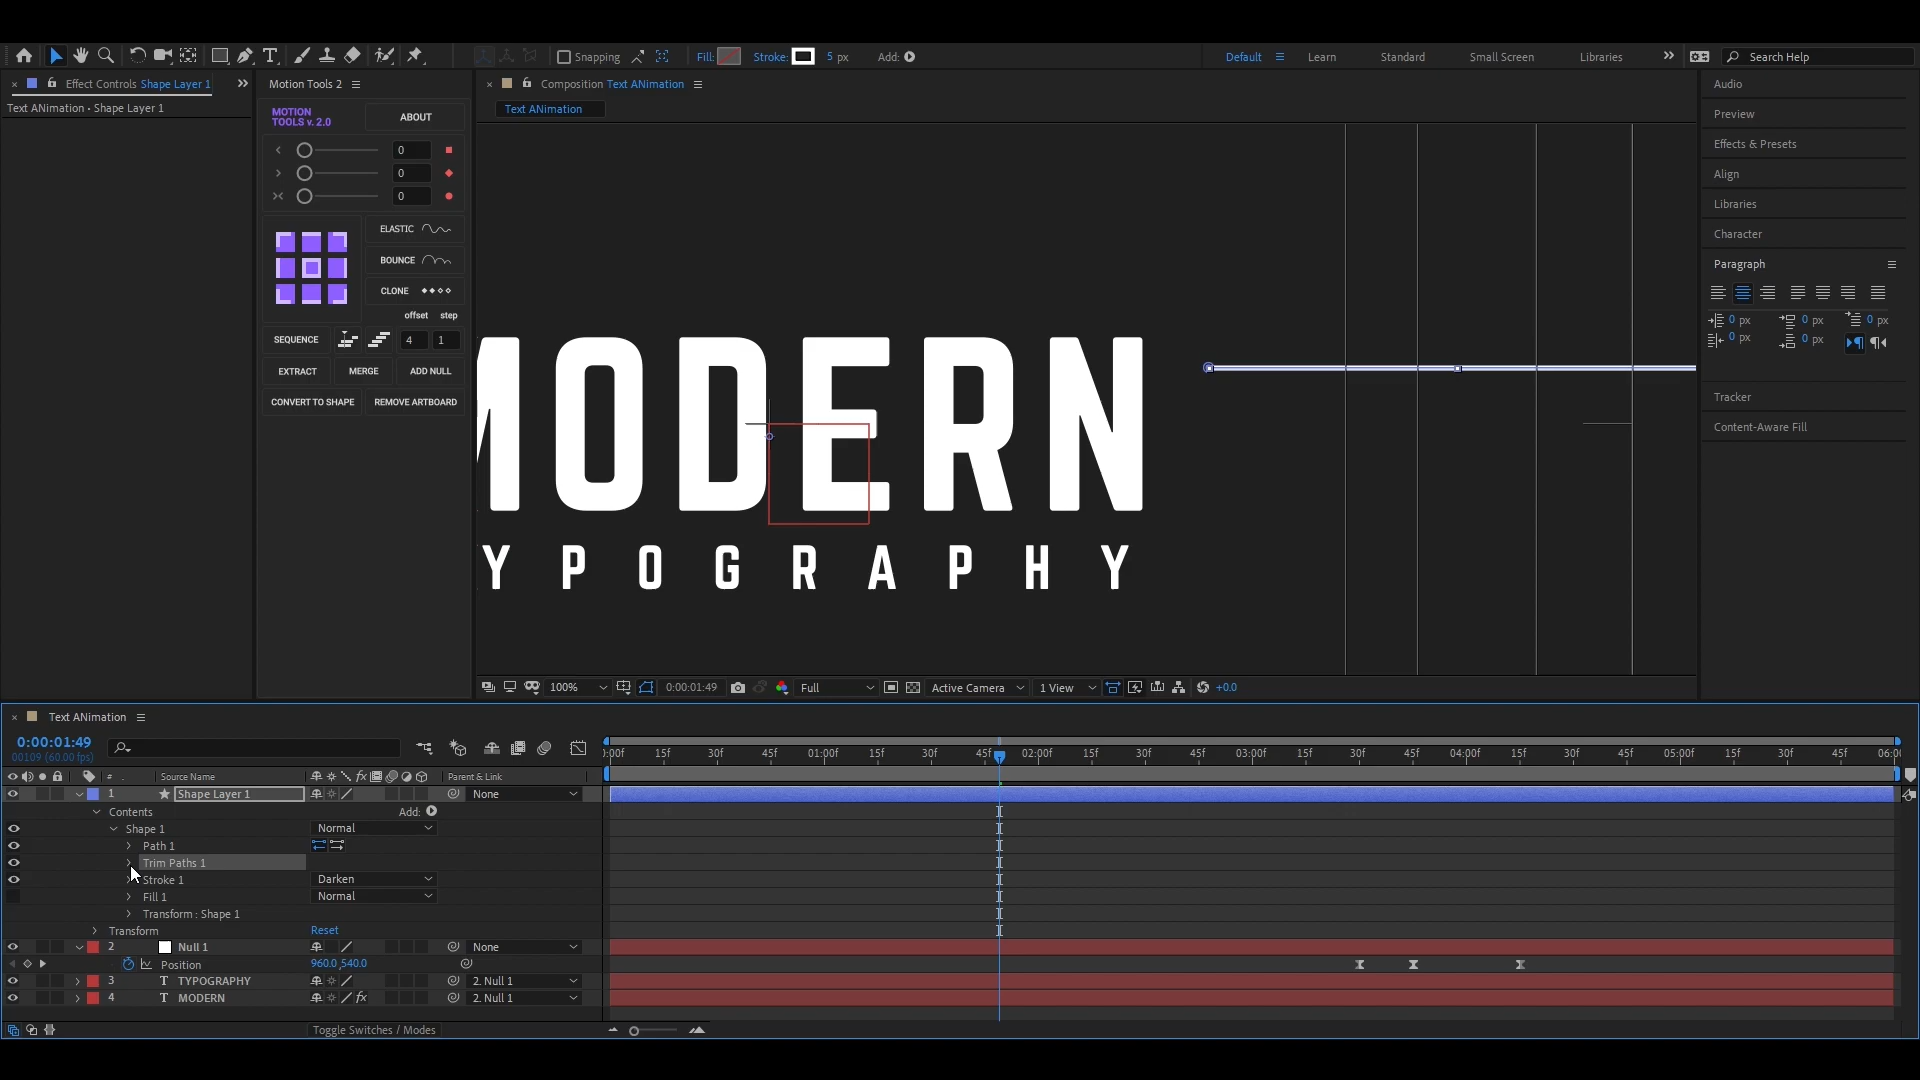 Snapping
Fill:
Stroke:
5 px
Add:
Default
Learn
Standard
Small Screen
Libraries
Search Help
Effect Controls Shape Layer 1
Text ANimation • Shape Layer 1
Motion Tools 2
MOTION
TOOLS v. 2.0
ABOUT
0
0
0
ELASTIC
BOUNCE
CLONE
offset
step
SEQUENCE
4
1
EXTRACT
MERGE
ADD NULL
CONVERT TO SHAPE
REMOVE ARTBOARD
Composition Text ANimation
Text ANimation
MODERN
YPOGRAPHY
100%
0:00:01:49
Full
Active Camera
1 View
+0.0
Audio
Preview
Effects & Presets
Align
Libraries
Character
Paragraph
0 px
0 px
0 px
0 px
0 px
Tracker
Content-Aware Fill
Text ANimation
0:00:01:49
00109 (60.00 fps)
Source Name
Parent & Link
:00f
15f
30f
45f
01:00f
15f
30f
45f
02:00f
15f
30f
45f
03:00f
15f
30f
45f
04:00f
15f
30f
45f
05:00f
15f
30f
45f
06:0
1
Shape Layer 1
None
Contents
Add:
Shape 1
Normal
Path 1
Trim Paths 1
Stroke 1
Darken
Fill 1
Normal
Transform : Shape 1
Transform
Reset
2
Null 1
None
Position
960.0,540.0
3
T
TYPOGRAPHY
2. Null 1
4
T
MODERN
2. Null 1
Toggle Switches / Modes